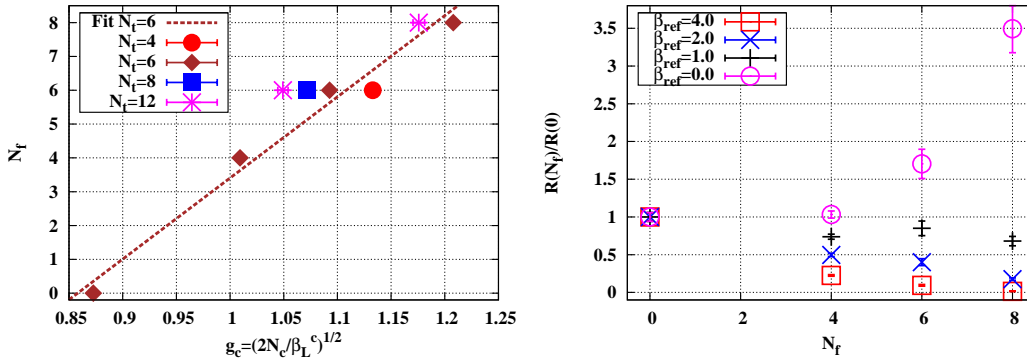 Fit N_t=6
N_t=4
N_t=6
N_t=8
N_t=12
8
7
6
5
4
3
2
1
0
N_f
0.85 0.9 0.95 1 1.05 1.1 1.15 1.2 1.25
g_c=(2N_c/β_L^c)^{1/2}
β_ref=4.0
β_ref=2.0
β_ref=1.0
β_ref=0.0
3.5
3
2.5
2
1.5
1
0.5
0
R(N_f)/R(0)
0 2 4 6 8
N_f